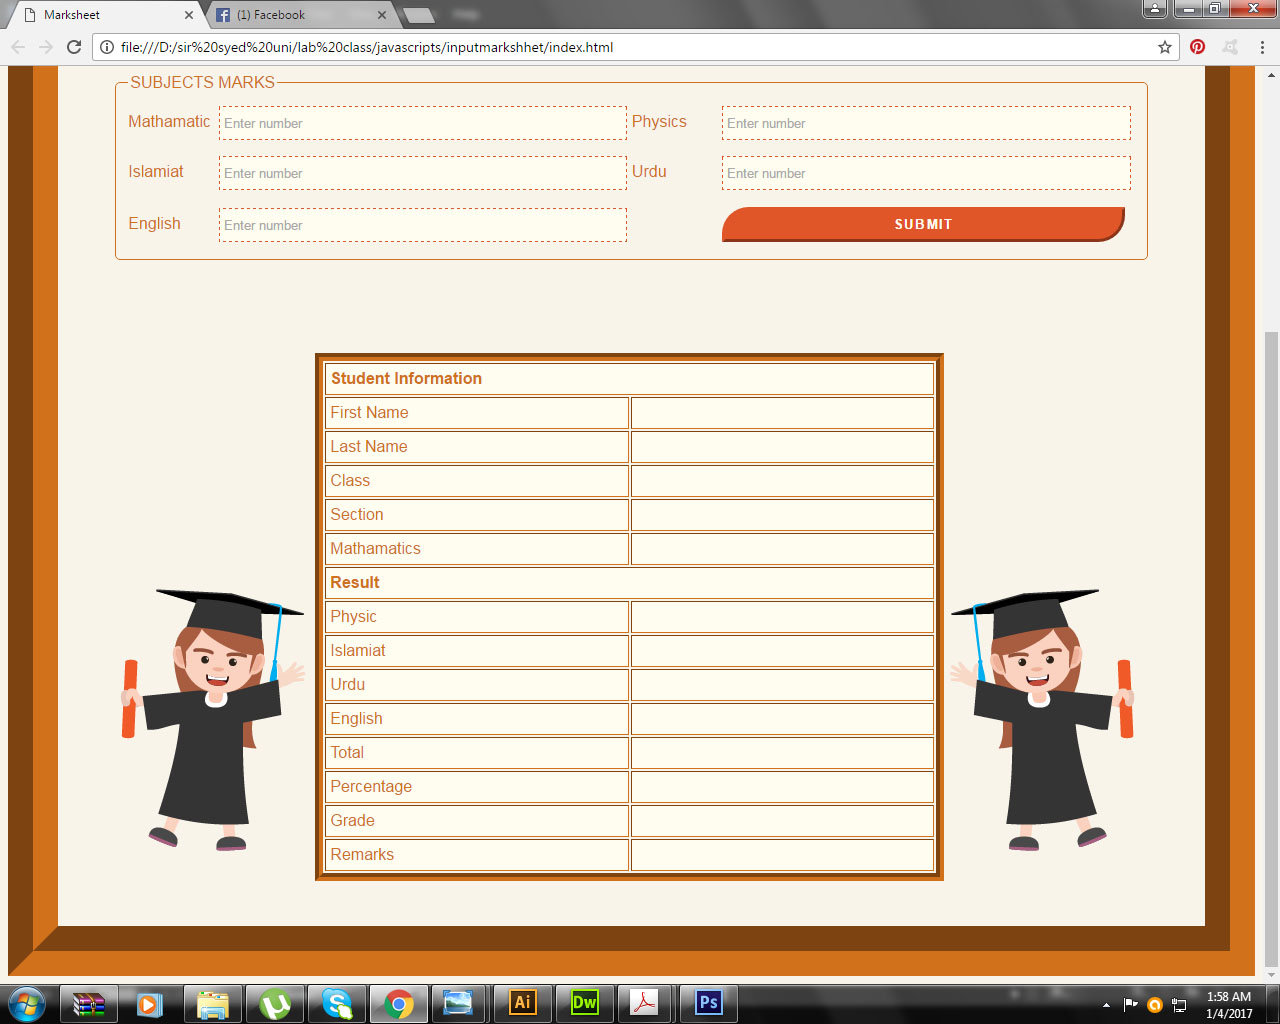 Marksheet
(1) Facebook
Help
file:///D:/sir%20syed%20uni/lab%20class/javascripts/inputmarkshhet/index.html
SUBJECTS MARKS
Mathamatic Enter number Physics Enter number
Islamiat Enter number Urdu Enter number
English Enter number SUBMIT
Student Information
First Name
Last Name
Class
Section
Mathamatics
Result
Physic
Islamiat
Urdu
English
Total
Percentage
Grade
Remarks
Ai Dw Ps
1:58 AM
1/4/2017